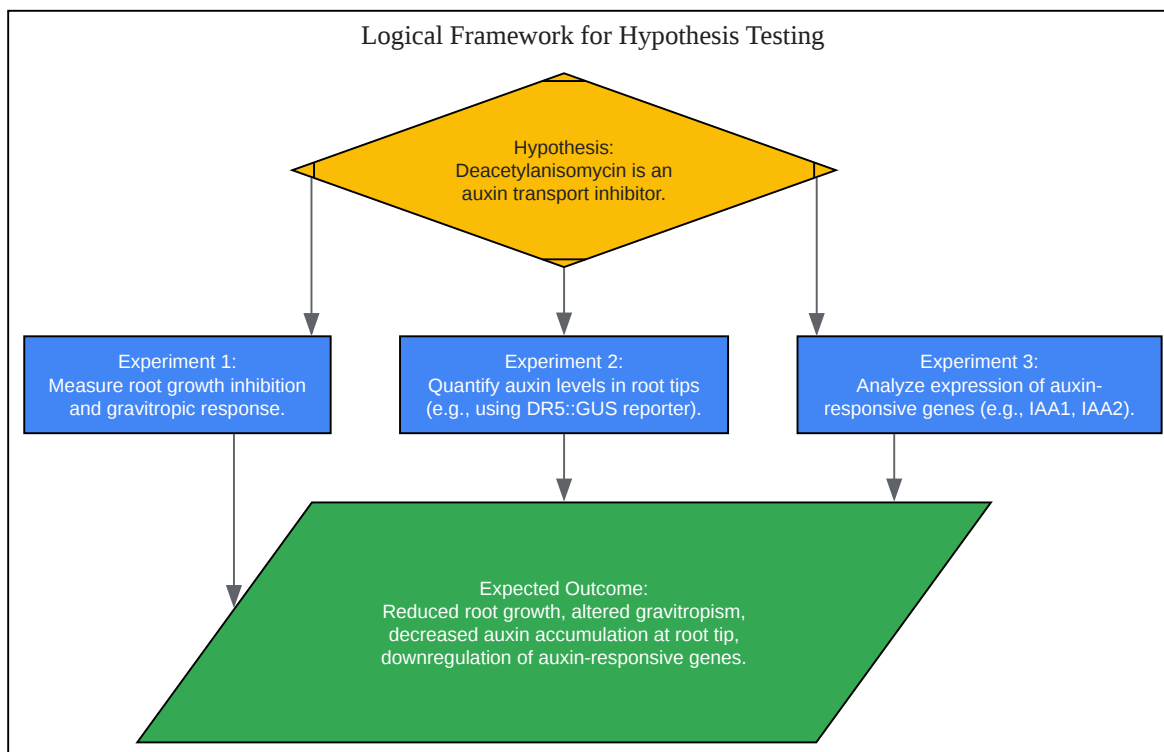 Logical Framework for Hypothesis Testing
Hypothesis:
Deacetylanisomycin is an
auxin transport inhibitor.
Experiment 1:
Measure root growth inhibition
and gravitropic response.
Experiment 2:
Quantify auxin levels in root tips
(e.g., using DR5::GUS reporter).
Experiment 3:
Analyze expression of auxin-
responsive genes (e.g., IAA1, IAA2).
Expected Outcome:
Reduced root growth, altered gravitropism,
decreased auxin accumulation at root tip,
downregulation of auxin-responsive genes.